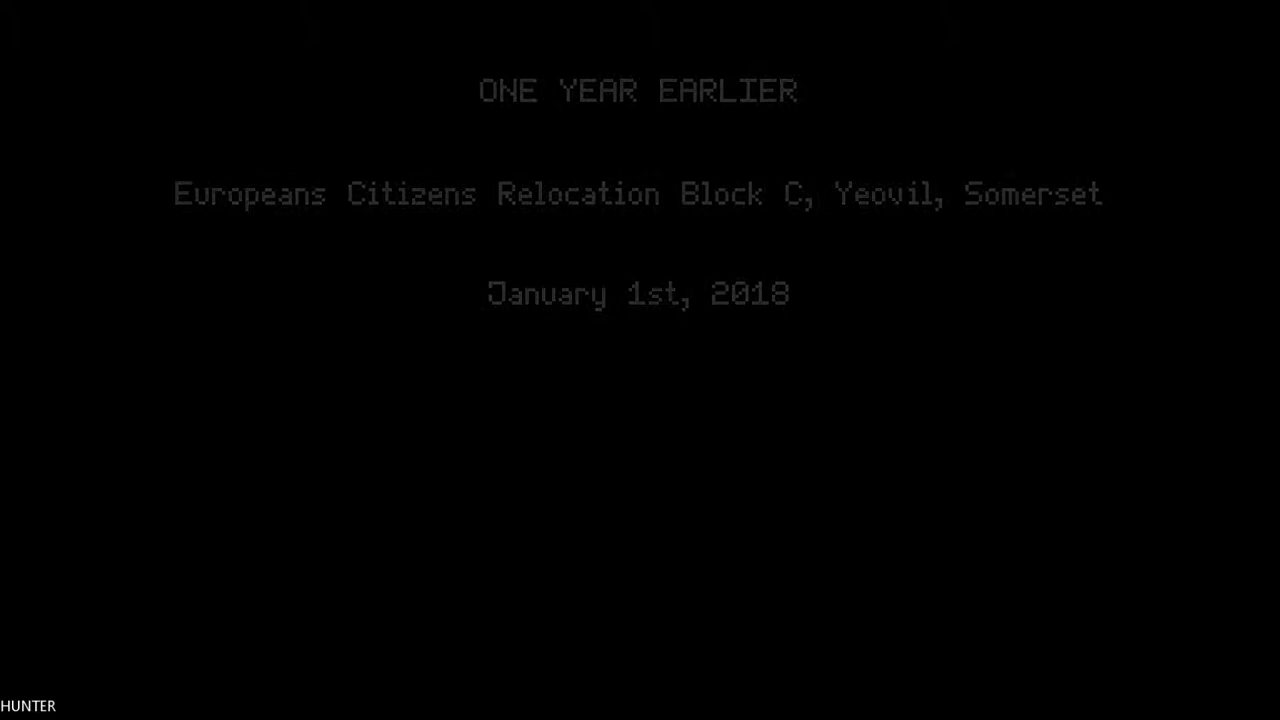 ONE YEAR EARLIER
Europeans Citizens Relocation Block C, Yeovil, Somerset
January 1st, 2018
HUNTER